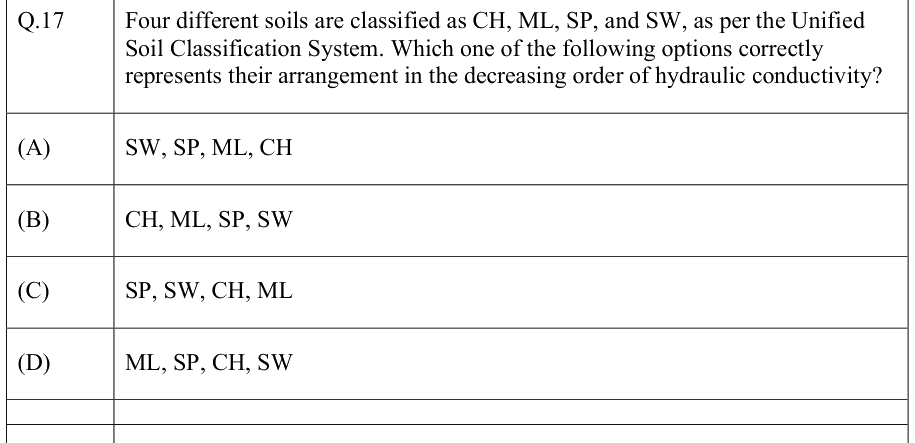 Q.17 Four different soils are classified as CH, ML, SP, and SW, as per the Unified
Soil Classification System. Which one of the following options correctly
represents their arrangement in the decreasing order of hydraulic conductivity?
(A) SW, SP, ML, CH
(B) CH, ML, SP, SW
(C) SP, SW, CH, ML
(D) ML, SP, CH, SW